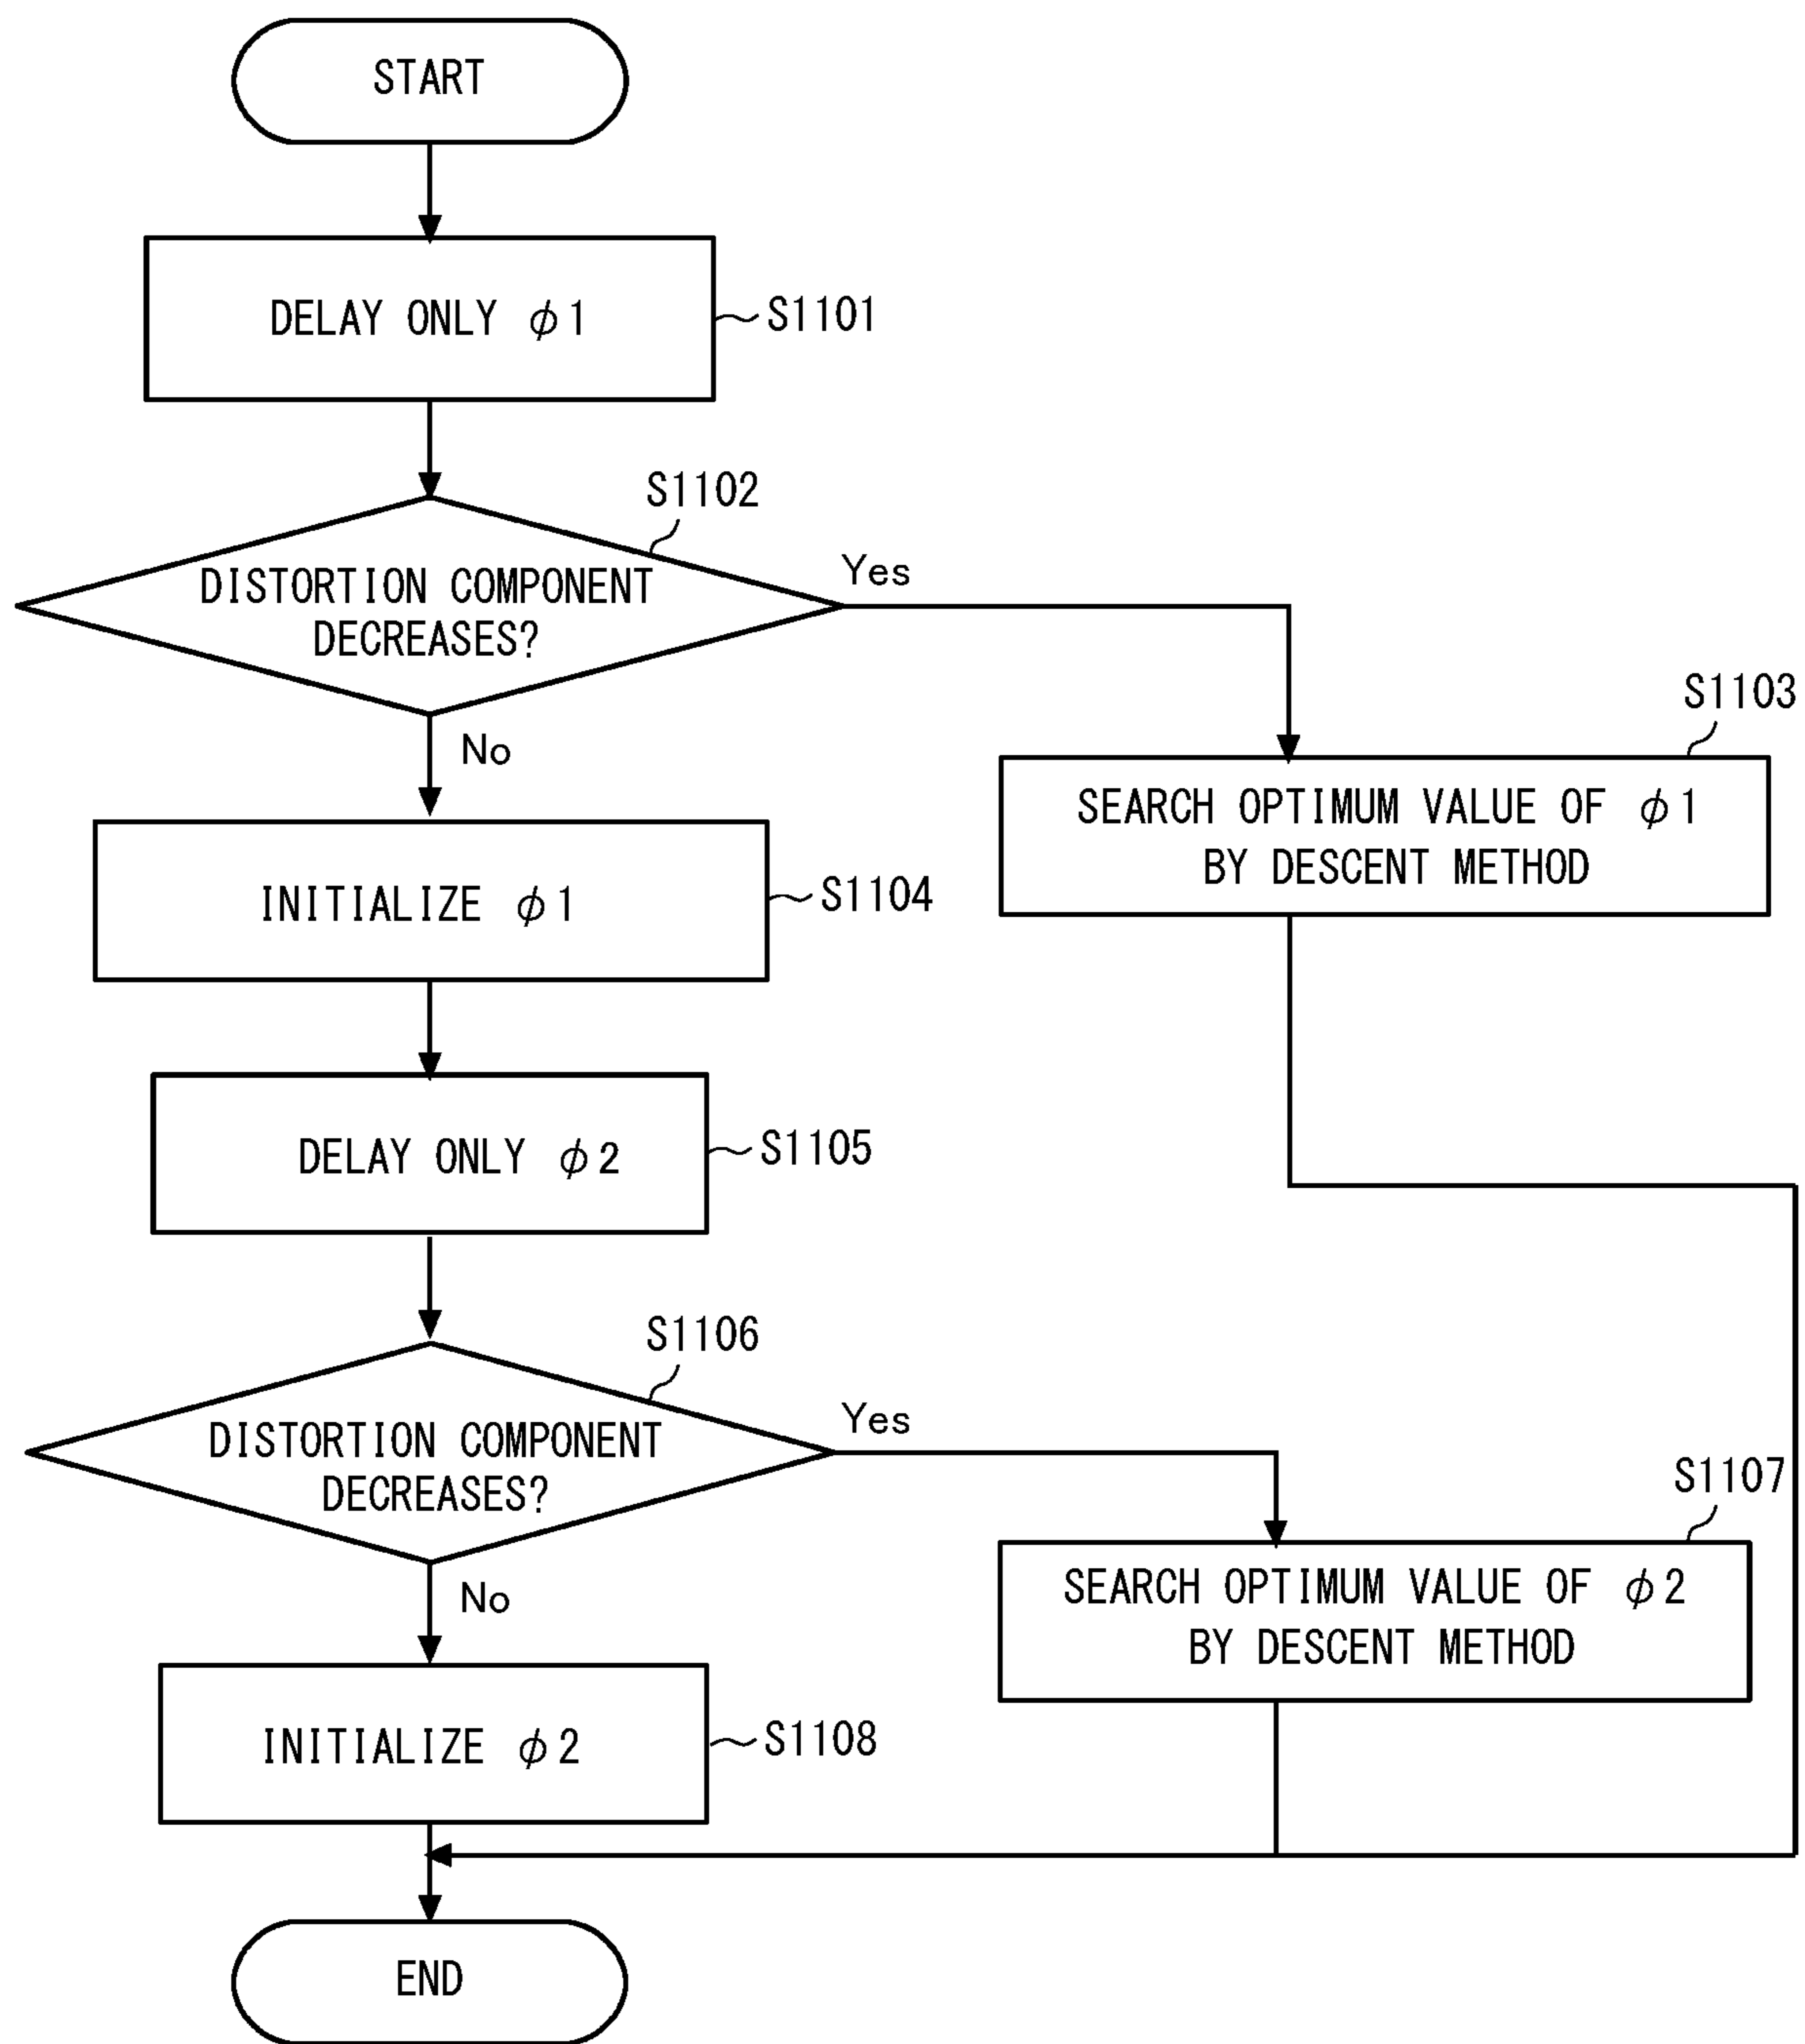 START
DELAY ONLY φ1
S1101
S1102
DISTORTION COMPONENT
DECREASES?
Yes
No
S1103
SEARCH OPTIMUM VALUE OF φ1
BY DESCENT METHOD
INITIALIZE φ1
S1104
DELAY ONLY φ2
S1105
S1106
DISTORTION COMPONENT
DECREASES?
Yes
No
S1107
SEARCH OPTIMUM VALUE OF φ2
BY DESCENT METHOD
INITIALIZE φ2
S1108
END